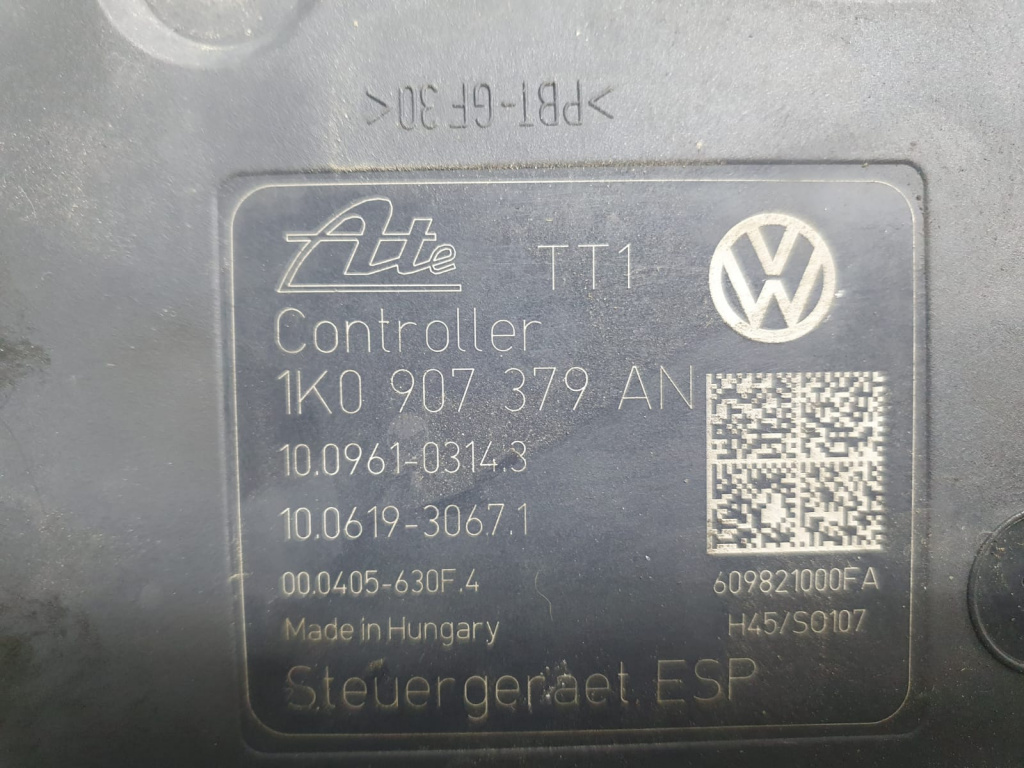 >PBT-GF30<
Ate TT1
Controller
1K0 907 379 AN
10.0961-0314.3
10.0619-3067.1
00.0405-630F.4
609821000FA
Made in Hungary
H45/S0107
Steuergeraet ESP